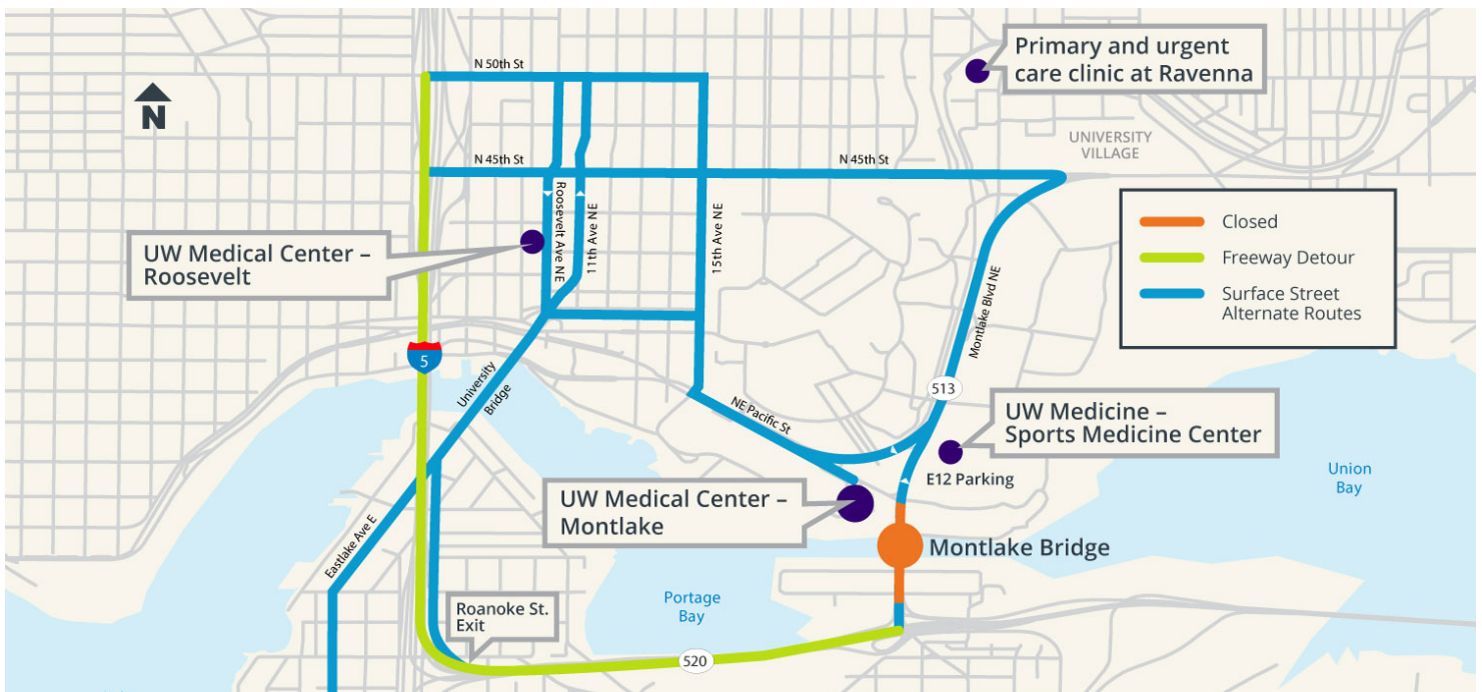 Primary and urgent
care clinic at Ravenna
N 50th St
N
UNIVERSITY
VILLAGE
N 45th St
N 45th St
Closed
Freeway Detour
Surface Street
Alternate Routes
Roosevelt Ave NE
11th Ave NE
15th Ave NE
UW Medical Center –
Roosevelt
Montlake Blvd NE
5
University
Bridge
513
NE Pacific St
UW Medicine –
Sports Medicine Center
E12 Parking
Union
Bay
UW Medical Center –
Montlake
Montlake Bridge
Eastlake Ave E
Portage
Bay
Roanoke St.
Exit
520